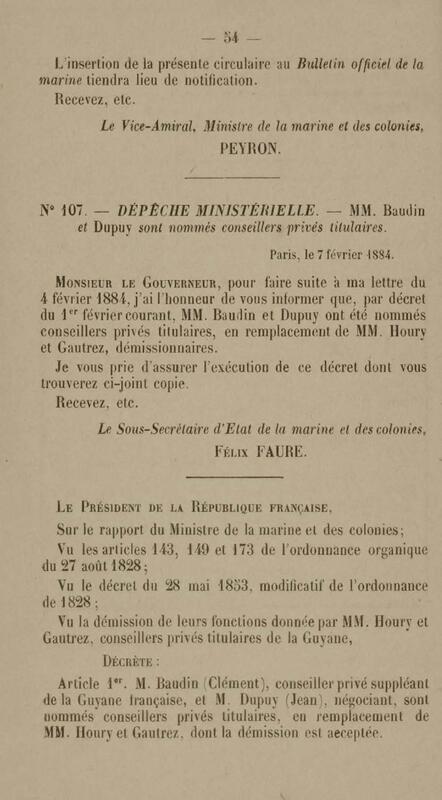 — 54 —
L'insertion de la présente circulaire au Bulletin officiel de la
marine tiendra lieu de notification.
Recevez, etc.
Le Vice-Amiral, Ministre de la marine et des colonies,
PEYRON.
N° 107. — DÉPÊCHE MINISTÉRIELLE. — MM. Baudin
et Dupuy sont nommés conseillers privés titulaires.
Paris, le 7 février 1884.
MONSIEUR LE GOUVERNEUR, pour faire suite à ma lettre du
4 février 1884, j'ai l'honneur de vous informer que, par décret
du 1er février courant, MM. Baudin et Dupuy ont été nommés
conseillers privés titulaires, en remplacement de MM. Houry
et Gautrez, démissionnaires.
Je vous prie d'assurer l'exécution de ce décret dont vous
trouverez ci-joint copie.
Recevez, etc.
Le Sous-Secrétaire d'Etat de la marine et des colonies,
FÉLIX FAURE.
LE PRÉSIDENT DE LA RÉPUBLIQUE FRANÇAISE,
Sur le rapport du Ministre de la marine et des colonies;
Vu les articles 143, 149 et 173 de l'ordonnance organique
du 27 août 1828;
Vu le décret du 28 mai 1853, modificatif de l'ordonnance
de 1828;
Vu la démission de leurs fonctions donnée par MM. Houry et
Gautrez, conseillers privés titulaires de la Guyane,
DÉCRÈTE :
Article 1er. M. Baudin (Clément), conseiller privé suppléant
de la Guyane française, et M. Dupuy (Jean), négociant, sont
nommés conseillers privés titulaires, en remplacement de
MM. Houry et Gautrez, dont la démission est acceptée.